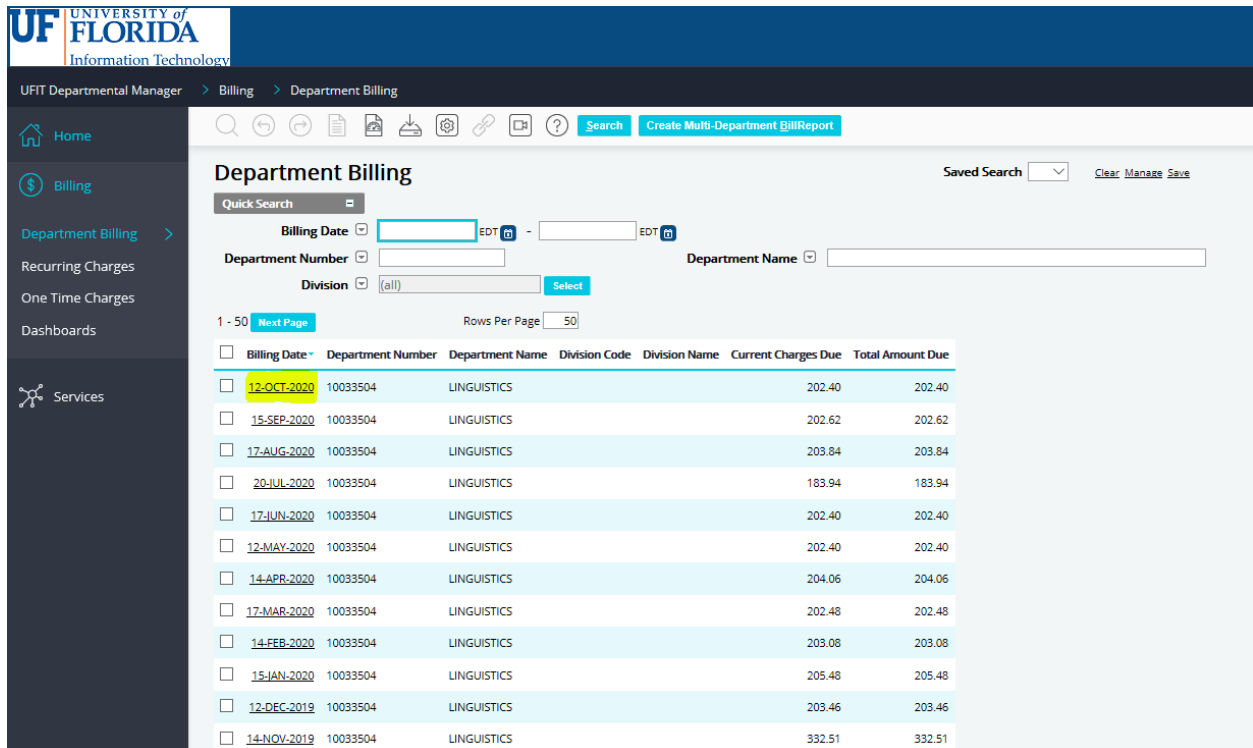 UF UNIVERSITY of
FLORIDA
Information Technology
UFIT Departmental Manager > Billing > Department Billing
Home
Billing
Department Billing >
Recurring Charges
One Time Charges
Dashboards
Services
Search Create Multi-Department BillReport
Department Billing
Saved Search Clear Manage Save
Quick Search
Billing Date EDT - EDT
Department Number Department Name
Division (all) Select
1 - 50 Next Page Rows Per Page 50
Billing Date Department Number Department Name Division Code Division Name Current Charges Due Total Amount Due
12-OCT-2020 10033504 LINGUISTICS 202.40 202.40
15-SEP-2020 10033504 LINGUISTICS 202.62 202.62
17-AUG-2020 10033504 LINGUISTICS 203.84 203.84
20-JUL-2020 10033504 LINGUISTICS 183.94 183.94
17-JUN-2020 10033504 LINGUISTICS 202.40 202.40
12-MAY-2020 10033504 LINGUISTICS 202.40 202.40
14-APR-2020 10033504 LINGUISTICS 204.06 204.06
17-MAR-2020 10033504 LINGUISTICS 202.48 202.48
14-FEB-2020 10033504 LINGUISTICS 203.08 203.08
15-JAN-2020 10033504 LINGUISTICS 205.48 205.48
12-DEC-2019 10033504 LINGUISTICS 203.46 203.46
14-NOV-2019 10033504 LINGUISTICS 332.51 332.51